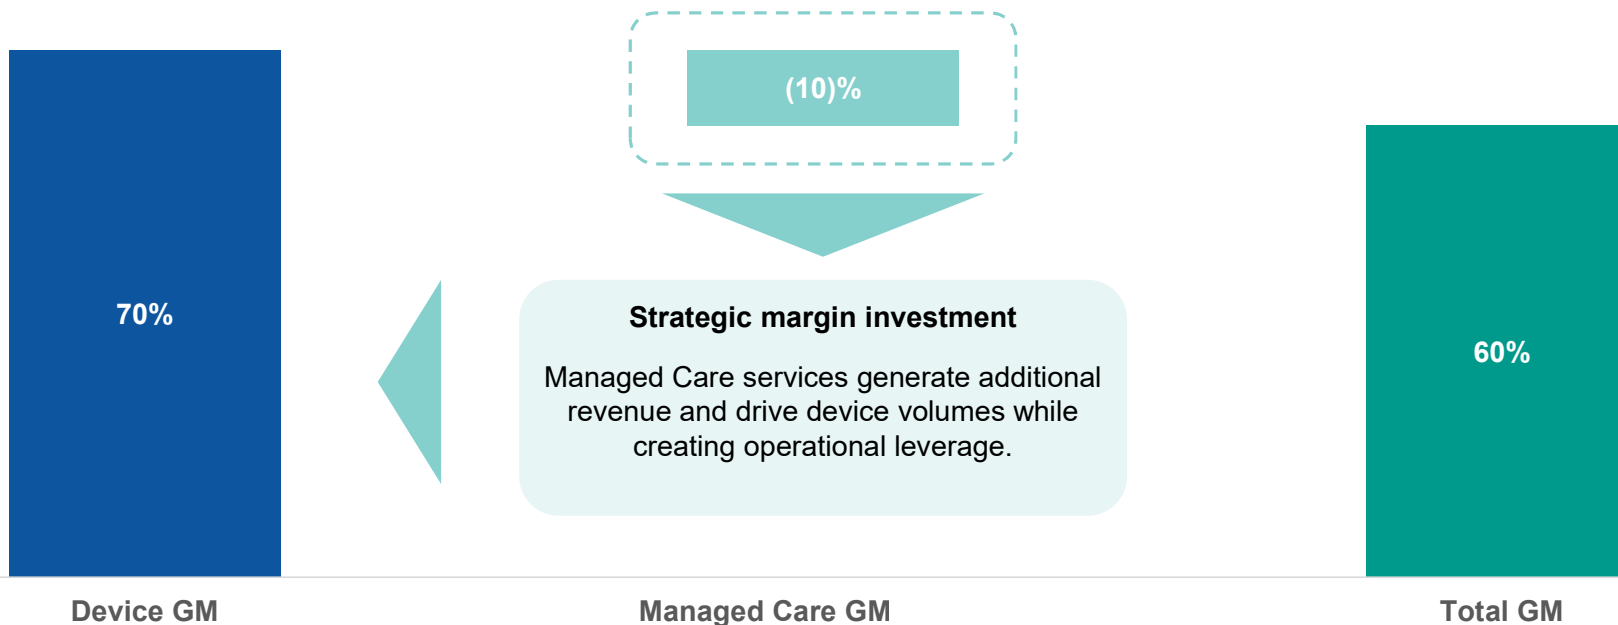 (10)%
70%
Strategic margin investment
Managed Care services generate additional
revenue and drive device volumes while
creating operational leverage.
60%
Device GM
Managed Care GM
Total GM